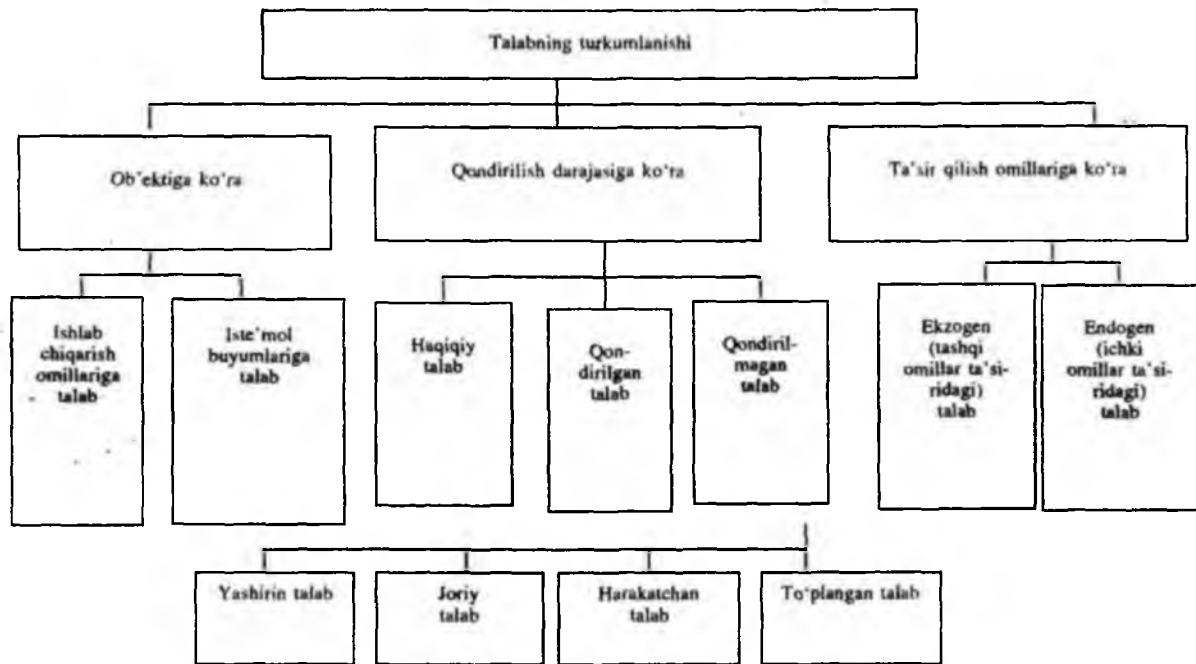 Talabning turkumlanishi
Ob'ektiga ko'ra
Qondirilish darajasiga ko'ra
Ta'sir qilish omillariga ko'ra
Ishlab
chiqarish
omillariga
talab
Iste'mol
buyumlariga
talab
Haqiqiy
talab
Qon-
dirilgan
talab
Qondiril-
magan
talab
Ekzogen
(tashqi
omillar ta'si-
ridagi)
talab
Endogen
(ichki
omillar ta'si-
ridagi)
talab
Yashirin talab
Joriy
talab
Harakatchan
talab
To'plangan talab